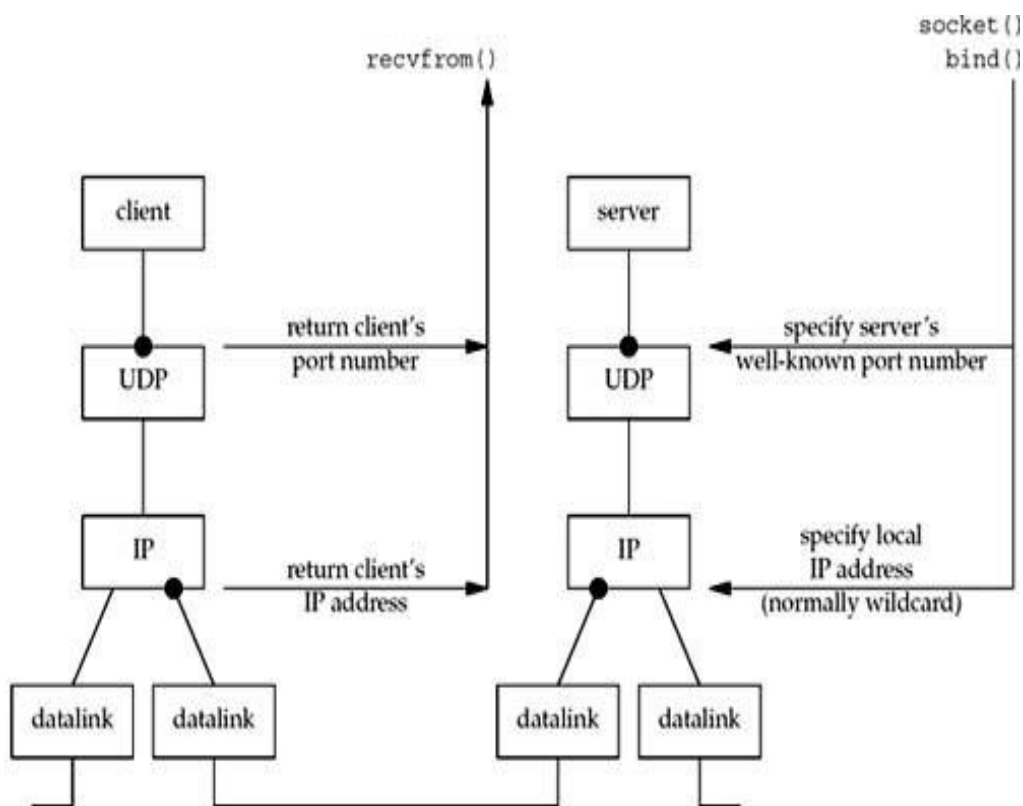 socket()
recvfrom()
bind()
client
server
return client's
port number
specify server's
well-known port number
UDP
UDP
IP
IP
return client's
IP address
specify local
IP address
(normally wildcard)
datalink
datalink
datalink
datalink